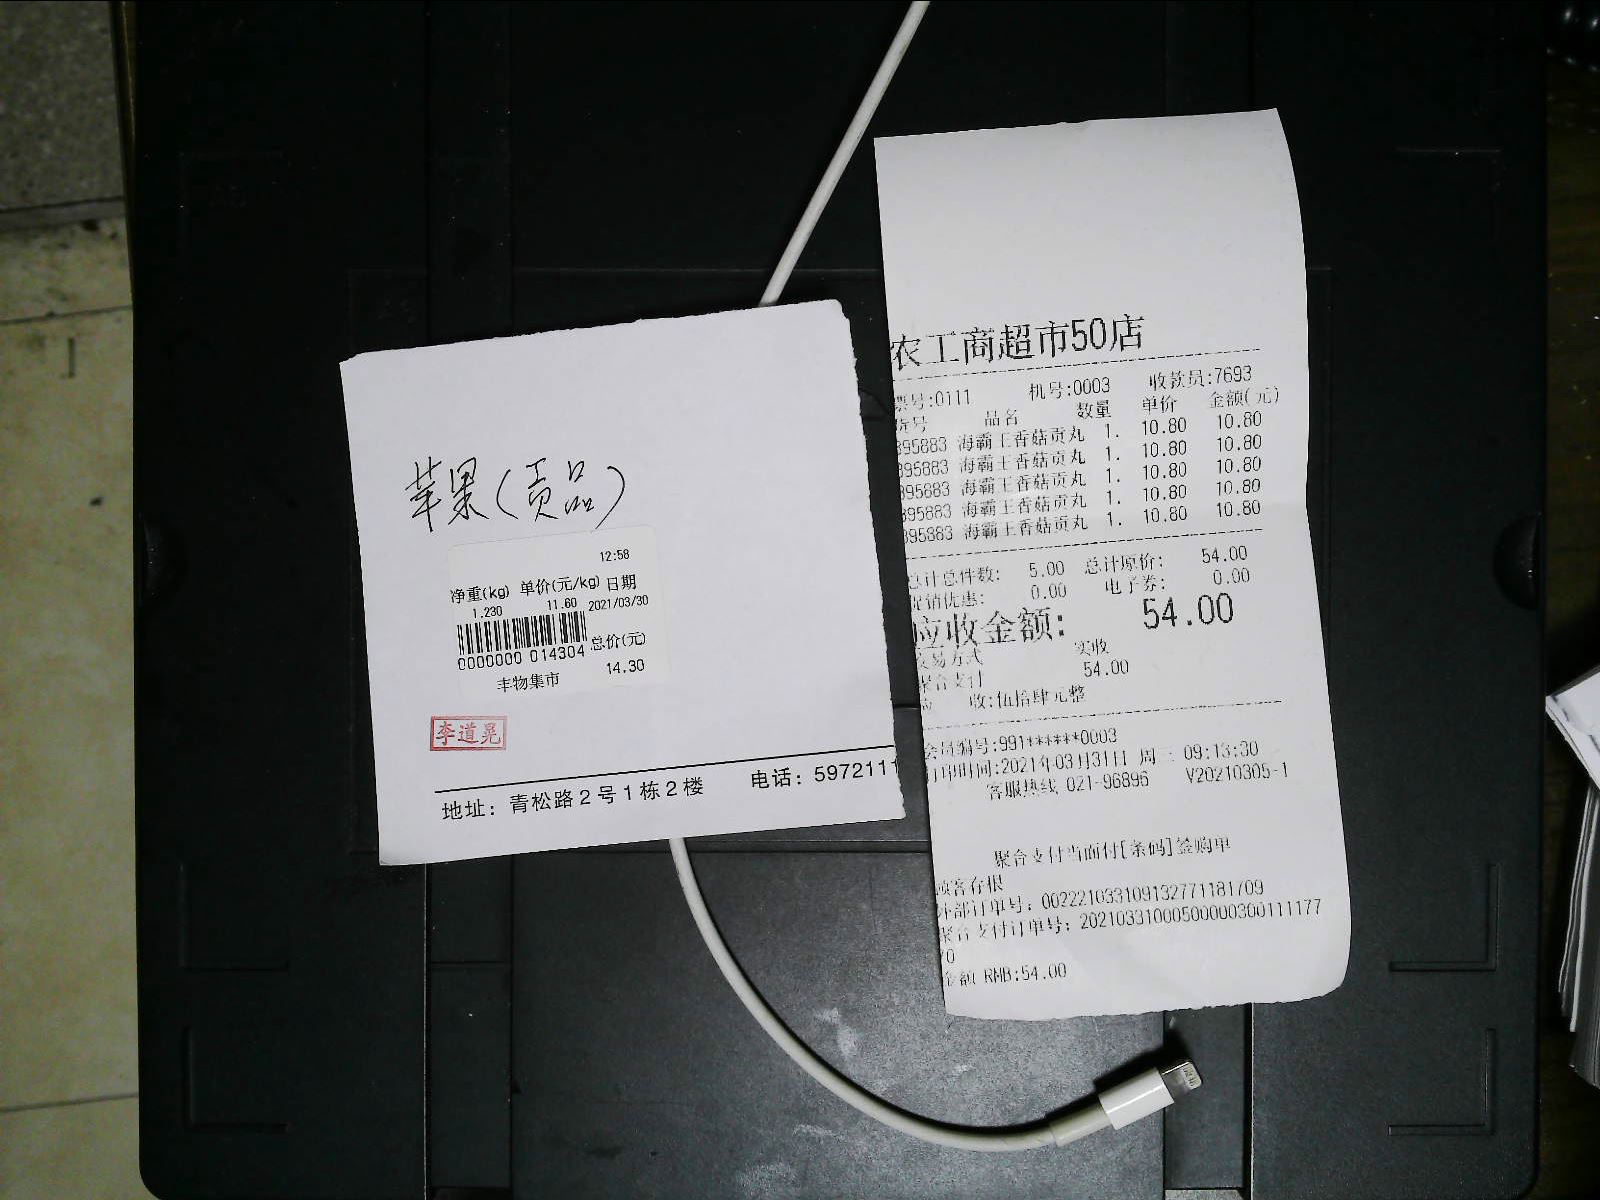 苹果(贡品)
12:58
净重(kg) 单价(元/kg) 日期
1.230 11.60 2021/03/30
总价(元)
0000000 014304
14.30
丰物集市
李道晃
地址：青松路2号1栋2楼 电话：5972111
农工商超市50店
票号:0111 机号:0003 收款员:7693
货号 品名 数量 单价 金额(元)
395883 海霸王香菇贡丸 1. 10.80 10.80
395883 海霸王香菇贡丸 1. 10.80 10.80
395883 海霸王香菇贡丸 1. 10.80 10.80
395883 海霸王香菇贡丸 1. 10.80 10.80
395883 海霸王香菇贡丸 1. 10.80 10.80
总计总件数: 5.00 总计原价: 54.00
促销优惠: 0.00 电子券: 0.00
应收金额: 54.00
交易方式 实收
聚合支付 54.00
收:伍拾肆元整
会员编号:991******0003
打印时间:2021年03月31日 周三 09:13:30
客服热线 021-96896 V20210305-1
聚合支付当面付[条码]签购单
顾客存根
外部订单号: 002221033109132771181709
聚合支付订单号: 20210331000500000300111177
70
金额 RMB:54.00